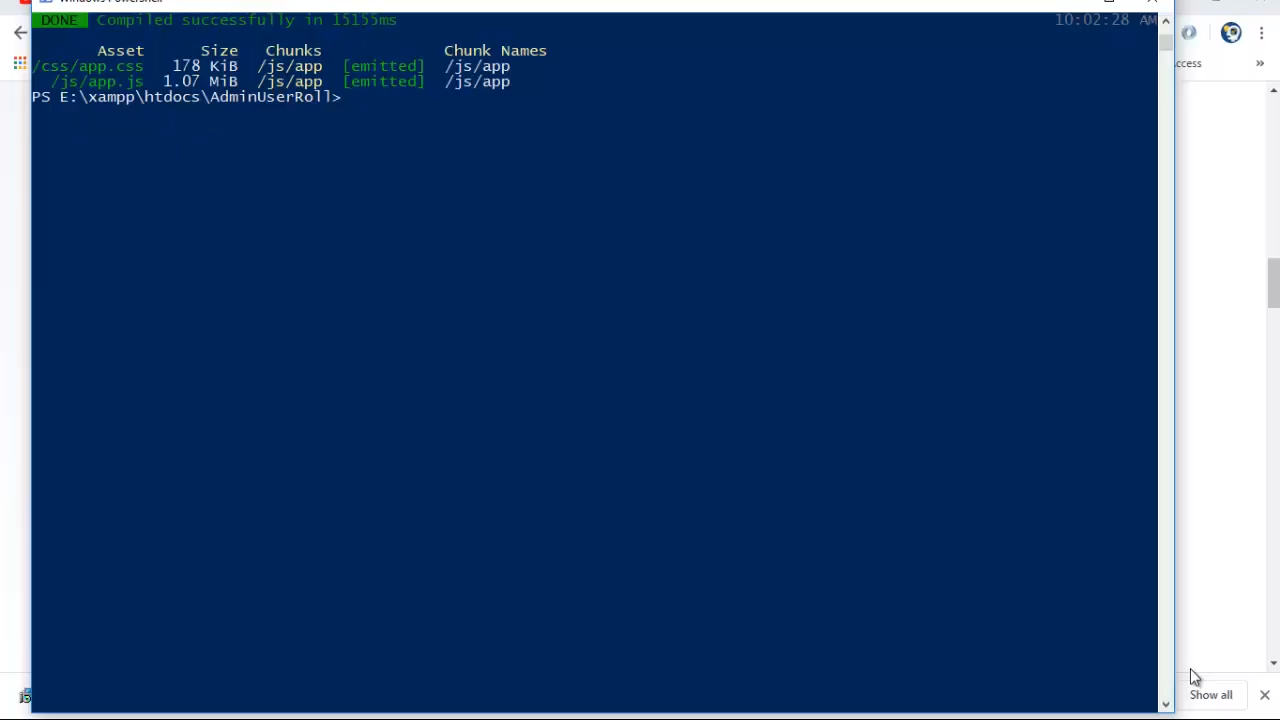 DONE Compiled successfully in 15155ms 10:02:28 AM
Asset Size Chunks Chunk Names
/css/app.css 178 KiB /js/app [emitted] /js/app
/js/app.js 1.07 MiB /js/app [emitted] /js/app
PS E:\xampp\htdocs\AdminUserRoll>
ccess
»
Show all